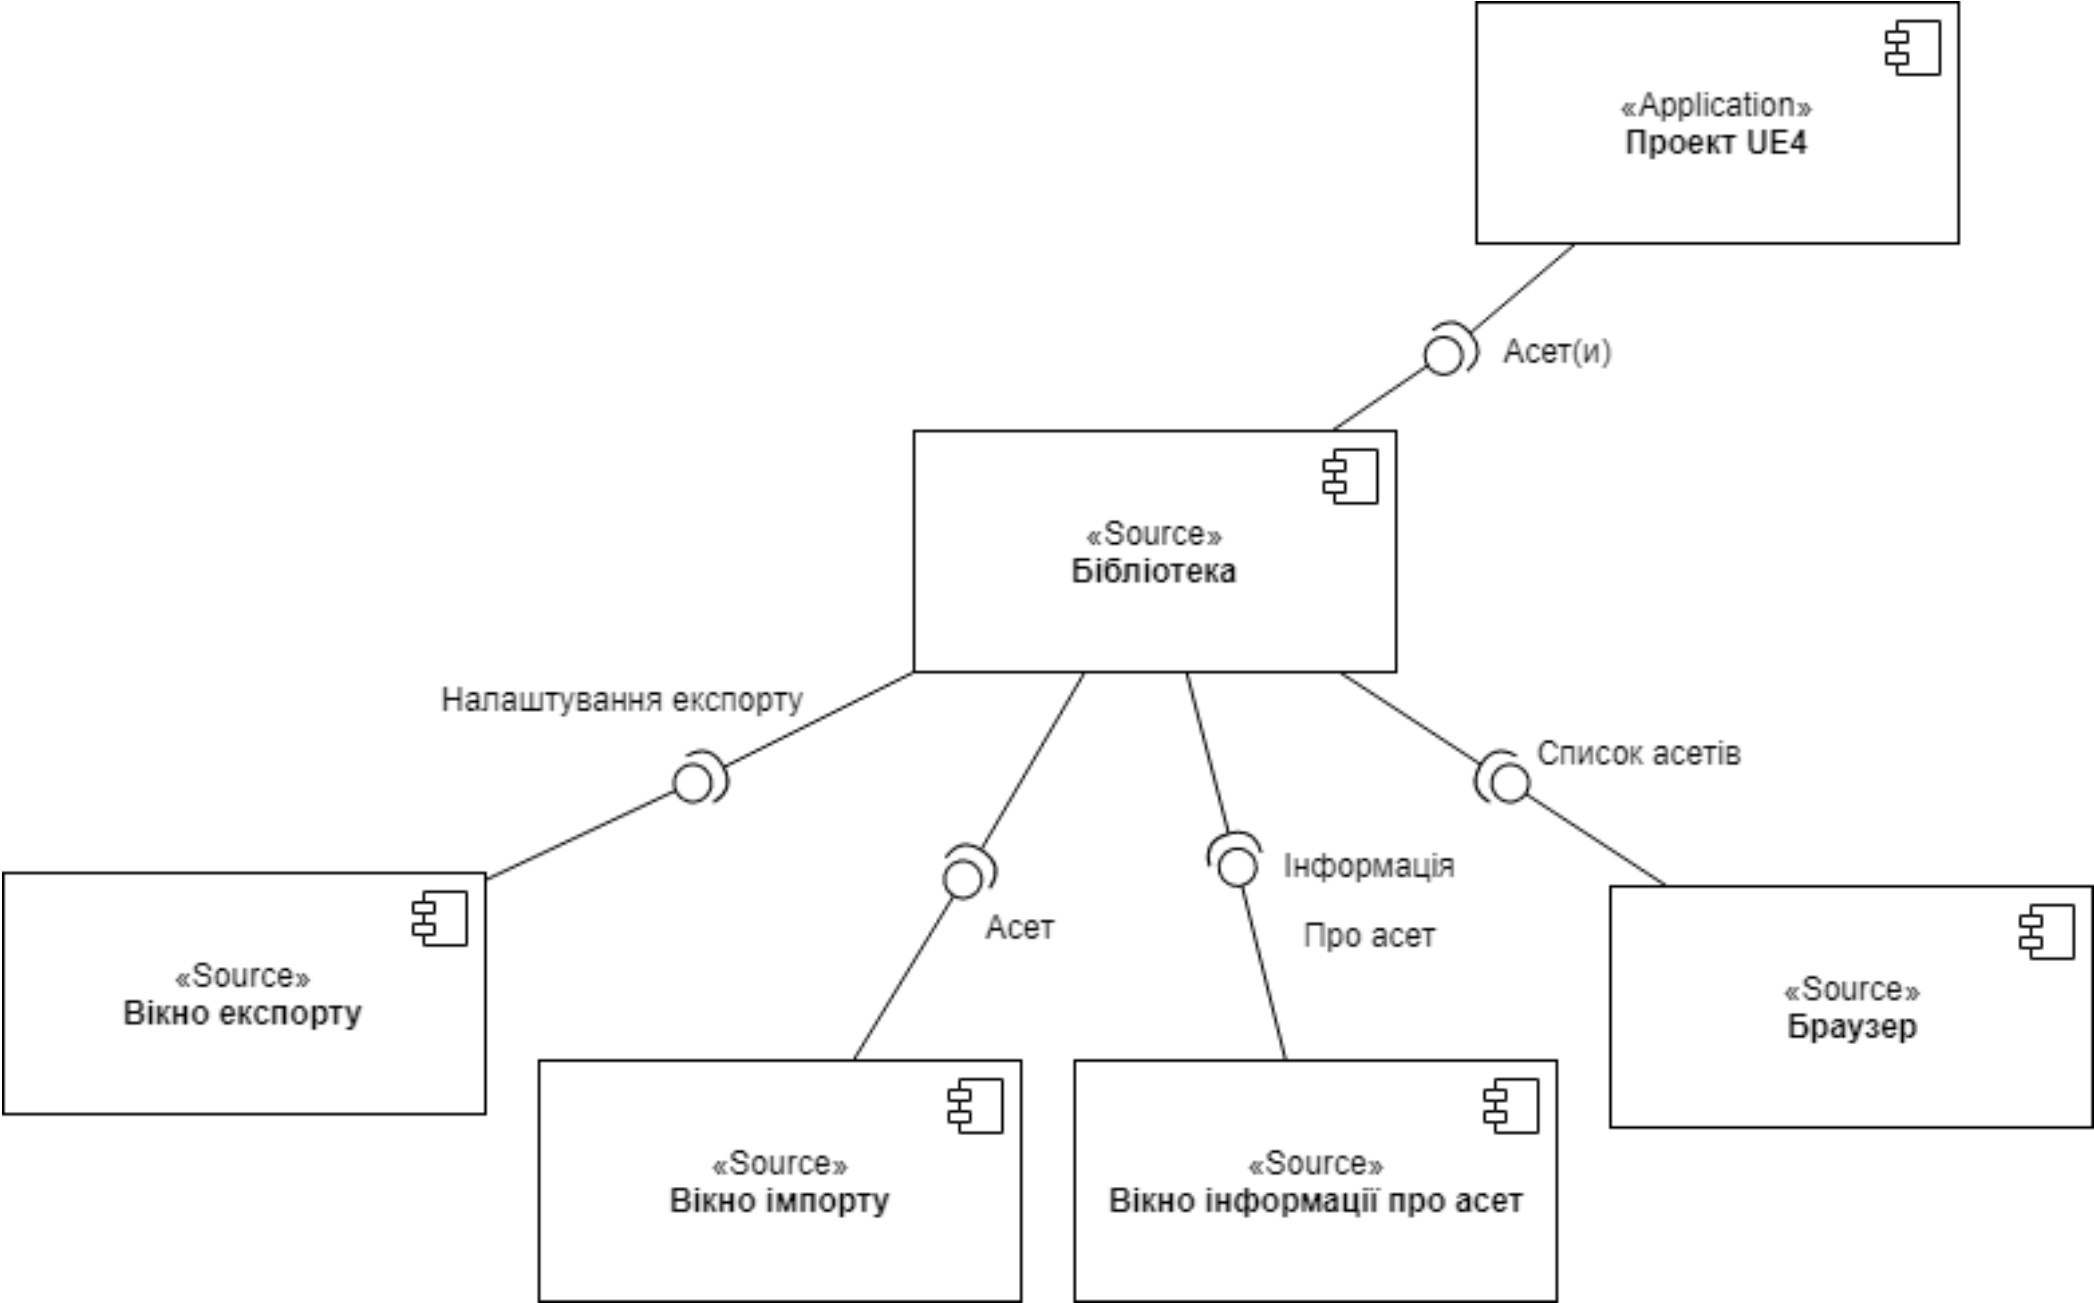 «Application»
Проект UE4
Асет(и)
«Source»
Бібліотека
Налаштування експорту
Список асетів
Інформація
Про асет
Асет
«Source»
Вікно експорту
«Source»
Браузер
«Source»
Вікно імпорту
«Source»
Вікно інформації про асет